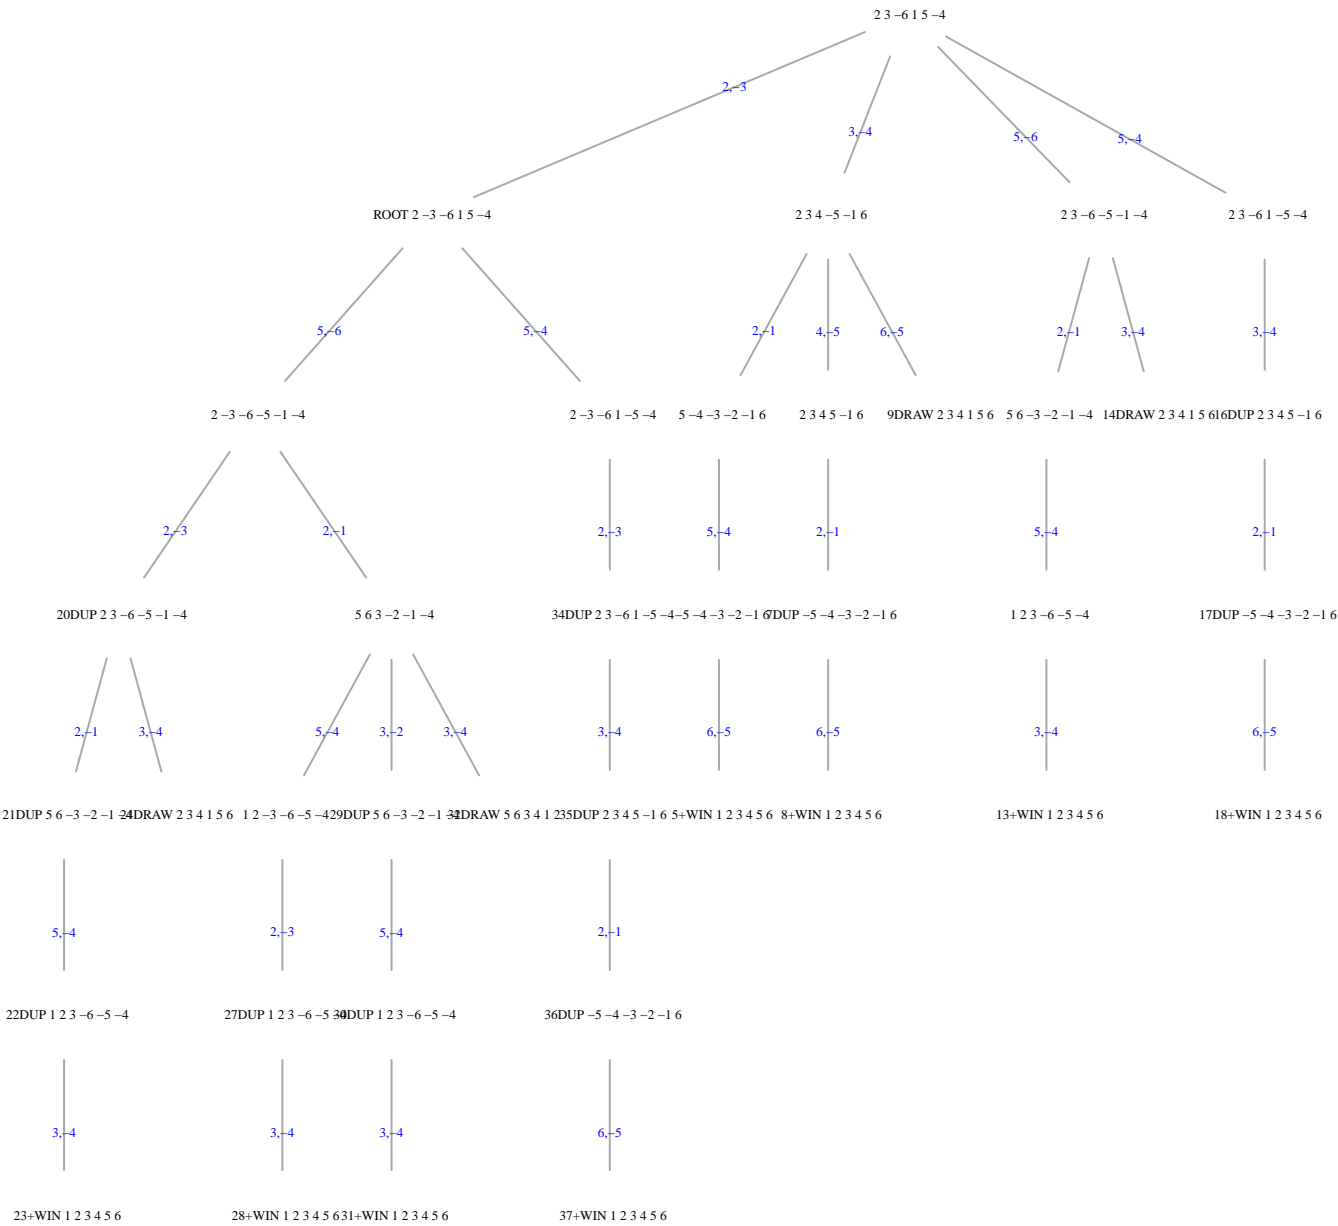 2 3 −6 1 5 −4
2,−3
3,−4
5,−6
5,−4
ROOT 2 −3 −6 1 5 −4
2 3 4 −5 −1 6
2 3 −6 −5 −1 −4
2 3 −6 1 −5 −4
5,−6
5,−4
2,−1
4,−5
6,−5
2,−1
3,−4
3,−4
2 −3 −6 −5 −1 −4
2 −3 −6 1 −5 −4
5 −4 −3 −2 −1 6
2 3 4 5 −1 6
9DRAW 2 3 4 1 5 6
5 6 −3 −2 −1 −4
14DRAW 2 3 4 1 5 6
16DUP 2 3 4 5 −1 6
2,−3
2,−1
2,−3
5,−4
2,−1
5,−4
2,−1
20DUP 2 3 −6 −5 −1 −4
5 6 3 −2 −1 −4
34DUP 2 3 −6 1 −5 −4
−5 −4 −3 −2 −1 6
7DUP −5 −4 −3 −2 −1 6
1 2 3 −6 −5 −4
17DUP −5 −4 −3 −2 −1 6
2,−1
3,−4
5,−4
3,−2
3,−4
3,−4
6,−5
6,−5
3,−4
6,−5
21DUP 5 6 −3 −2 −1 −4
24DRAW 2 3 4 1 5 6
1 2 −3 −6 −5 −4
29DUP 5 6 −3 −2 −1 −4
32DRAW 5 6 3 4 1 2
35DUP 2 3 4 5 −1 6
5+WIN 1 2 3 4 5 6
8+WIN 1 2 3 4 5 6
13+WIN 1 2 3 4 5 6
18+WIN 1 2 3 4 5 6
5,−4
2,−3
5,−4
2,−1
22DUP 1 2 3 −6 −5 −4
27DUP 1 2 3 −6 −5 −4
30DUP 1 2 3 −6 −5 −4
36DUP −5 −4 −3 −2 −1 6
3,−4
3,−4
3,−4
6,−5
23+WIN 1 2 3 4 5 6
28+WIN 1 2 3 4 5 6
31+WIN 1 2 3 4 5 6
37+WIN 1 2 3 4 5 6